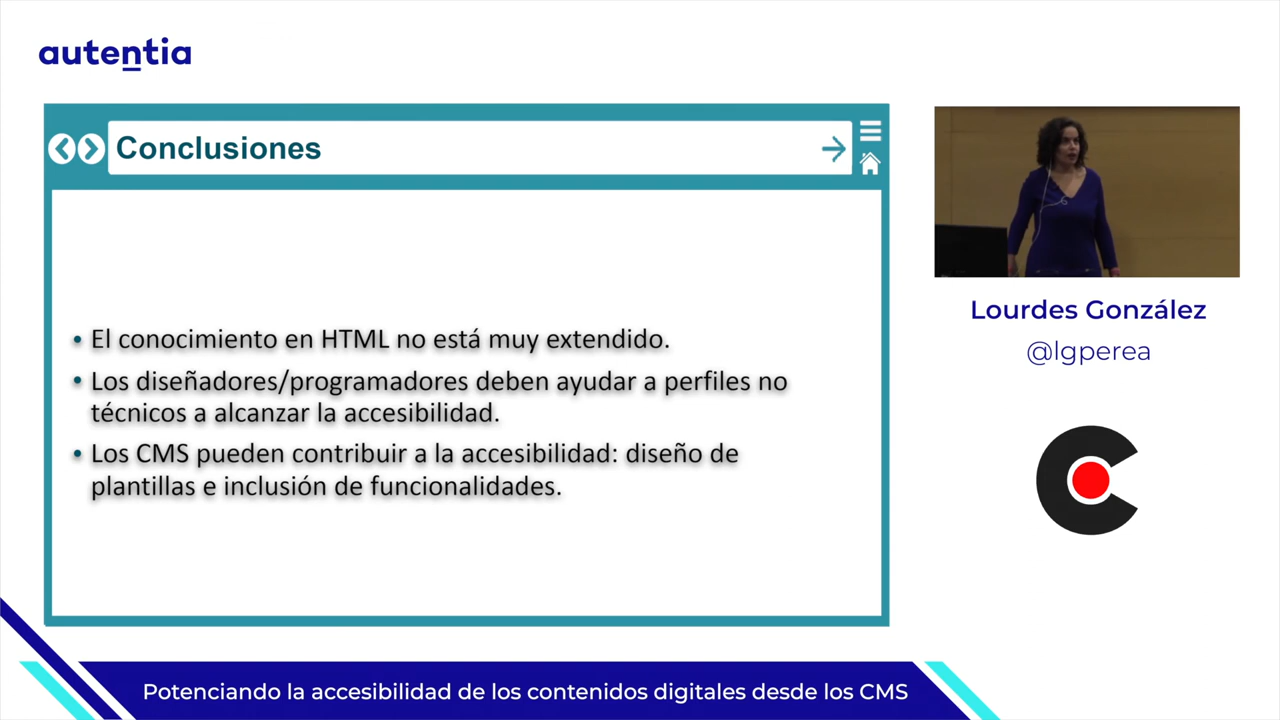 autentia
Conclusiones
• El conocimiento en HTML no está muy extendido.
• Los diseñadores/programadores deben ayudar a perfiles no
técnicos a alcanzar la accesibilidad.
• Los CMS pueden contribuir a la accesibilidad: diseño de
plantillas e inclusión de funcionalidades.
Lourdes González
@lgperea
Potenciando la accesibilidad de los contenidos digitales desde los CMS